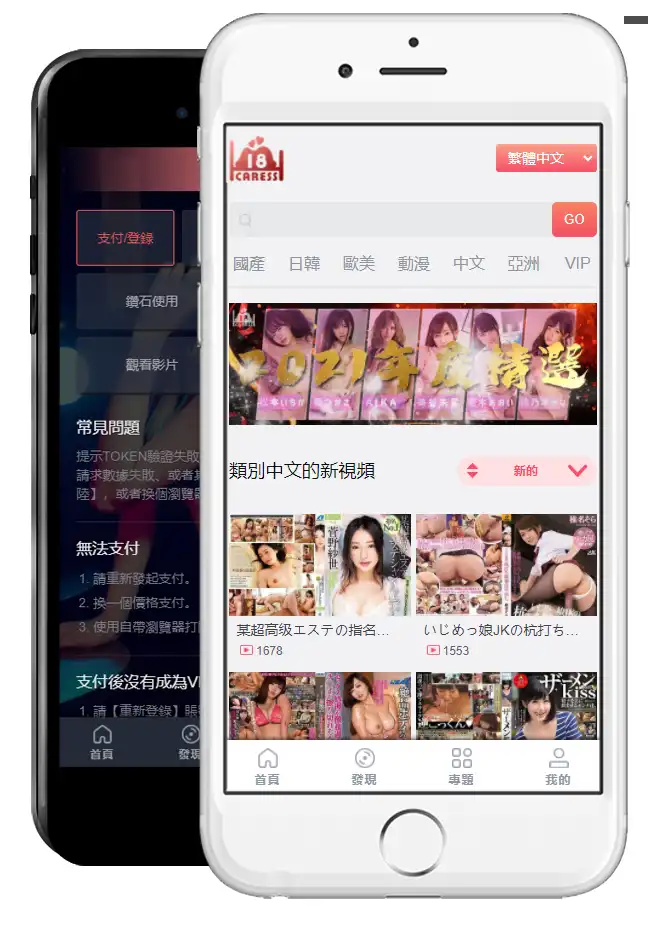 18
CARESS
繁體中文
GO
國產 日韓 歐美 動漫 中文 亞洲 VIP
2021年度精選
類別中文的新視頻
新的
某超高级エステの指名...
1678
いじめっ娘JKの杭打ち...
1553
ザーメン
kiss
首頁 發現 專題 我的
支付/登錄
鑽石使用
觀看影片
常見問題
提示TOKEN驗證失敗
請求數據失敗、或者
陸】，或者换個瀏覽
無法支付
1. 請重新發起支付。
2. 换一個價格支付。
3. 使用自帶瀏覽器打
支付後沒有成為VI
1. 請【重新登錄】賬
首頁 發現